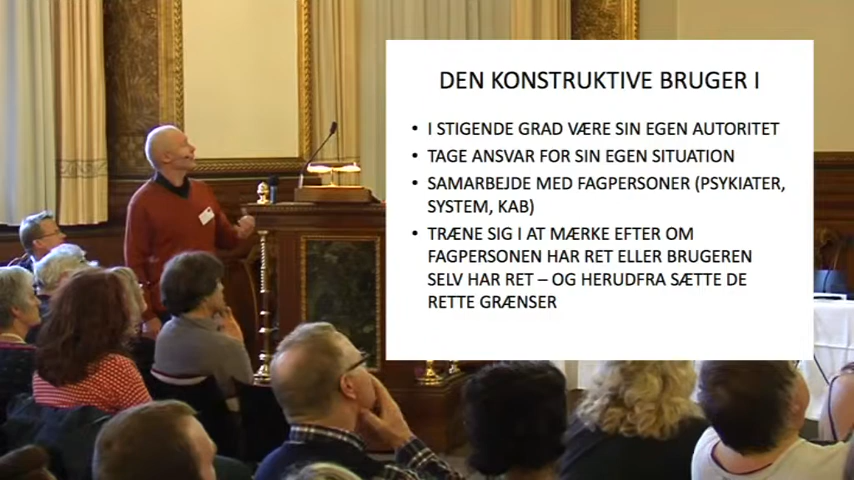 DEN KONSTRUKTIVE BRUGER I
• I STIGENDE GRAD VÆRE SIN EGEN AUTORITET
• TAGE ANSVAR FOR SIN EGEN SITUATION
• SAMARBEJDE MED FAGPERSONER (PSYKIATER,
SYSTEM, KAB)
• TRÆNE SIG I AT MÆRKE EFTER OM
FAGPERSONEN HAR RET ELLER BRUGEREN
SELV HAR RET – OG HERUDFRA SÆTTE DE
RETTE GRÆNSER